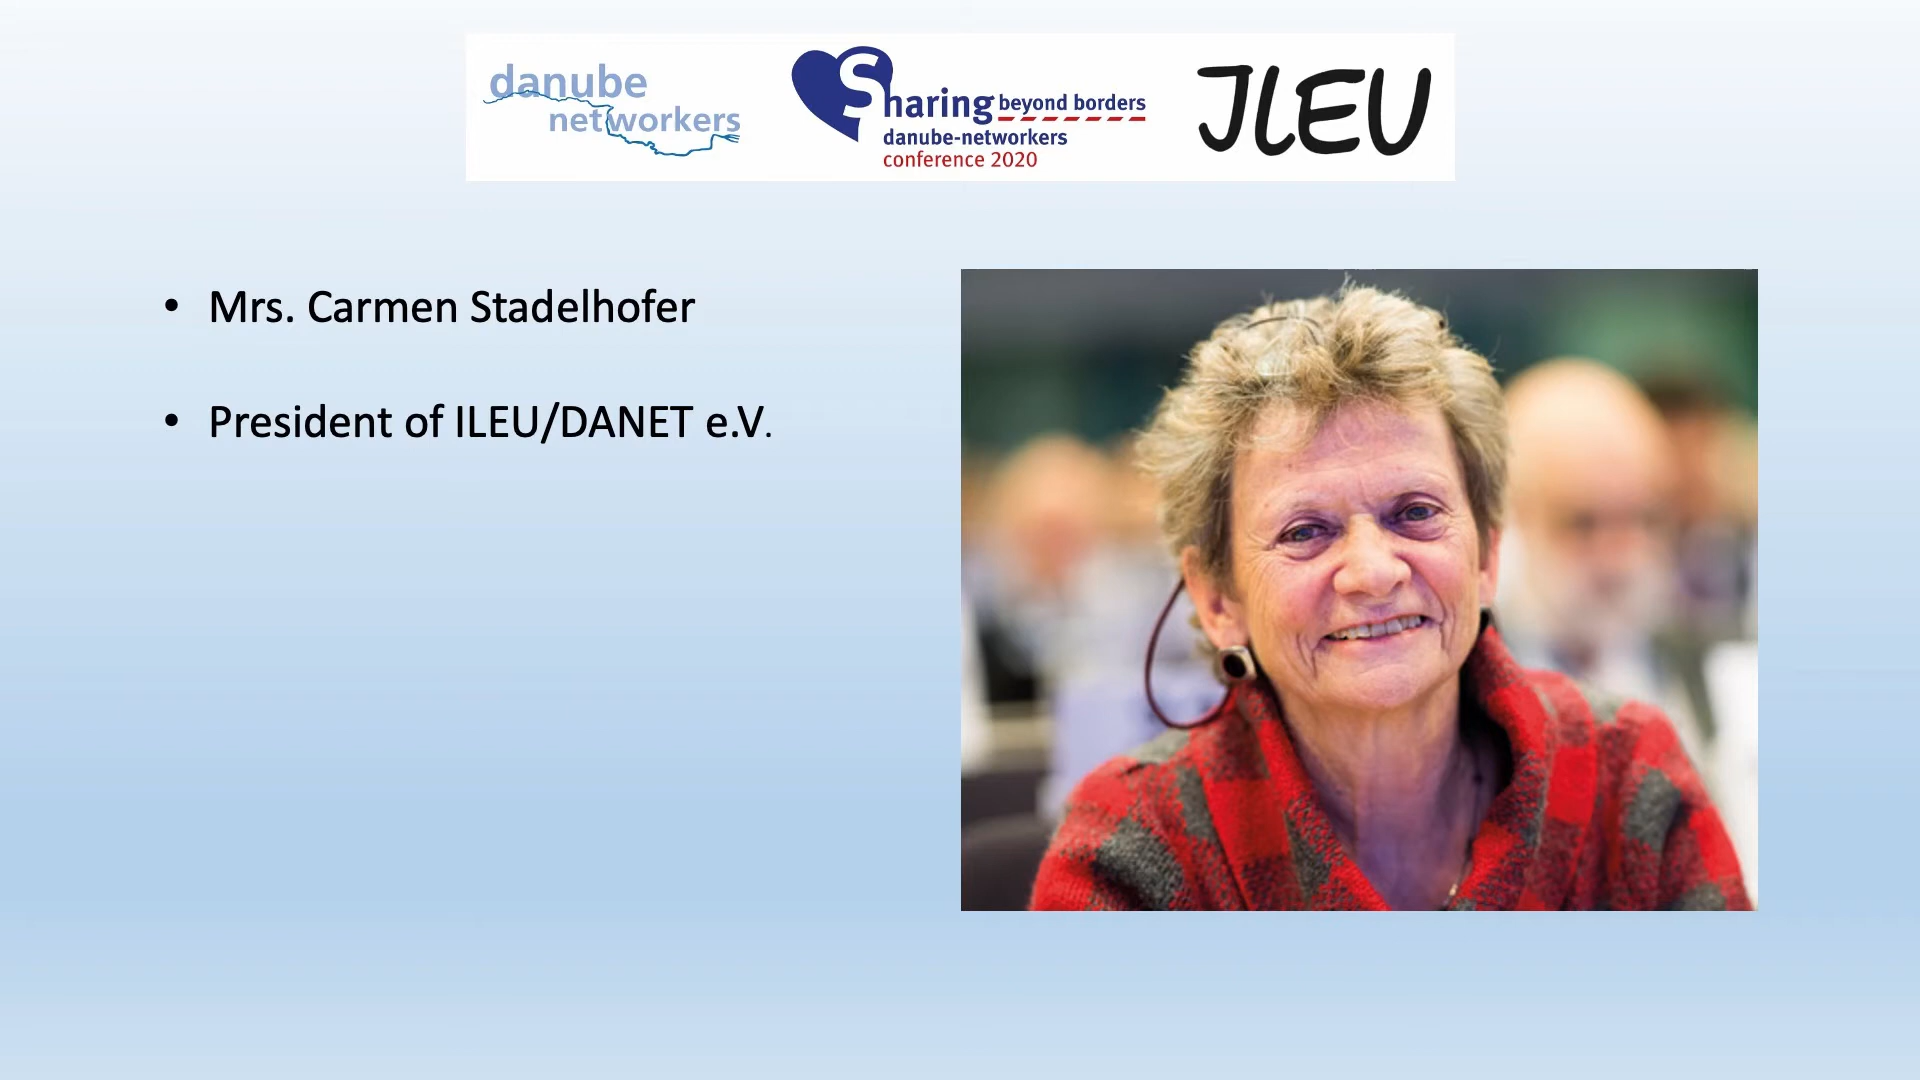 danube
networkers
Sharing beyond borders
danube-networkers
conference 2020
JLEU
• Mrs. Carmen Stadelhofer
• President of ILEU/DANET e.V.